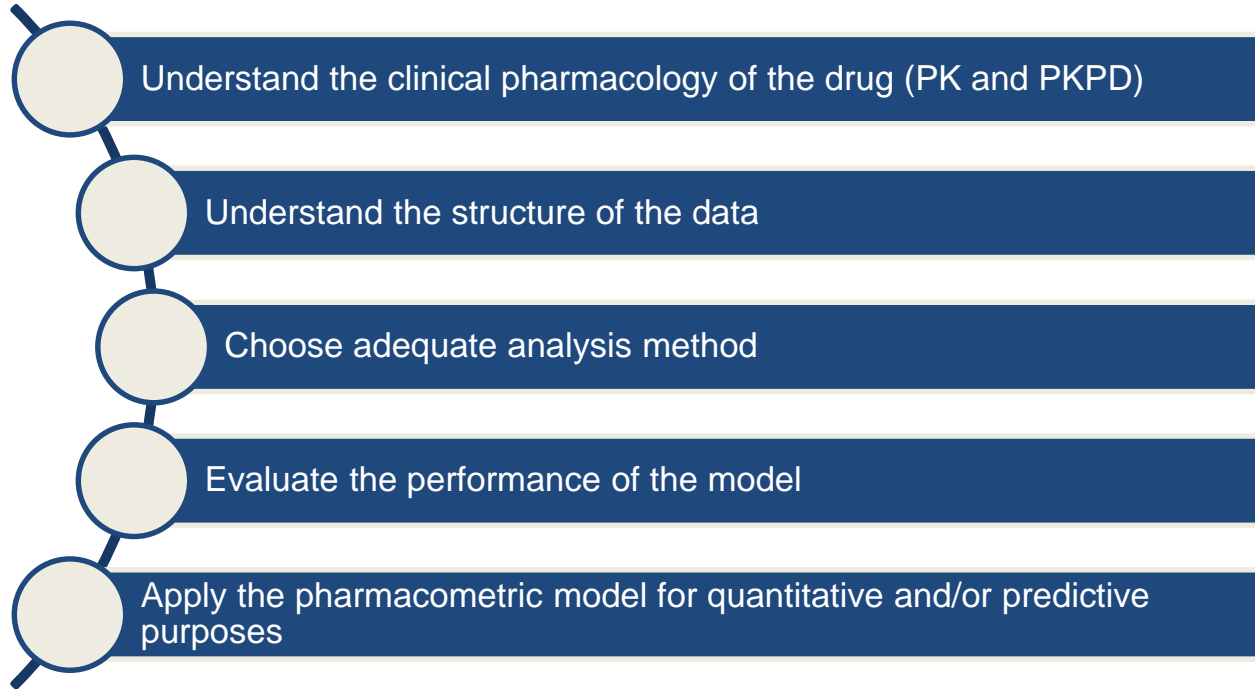 Understand the clinical pharmacology of the drug (PK and PKPD)
Understand the structure of the data
Choose adequate analysis method
Evaluate the performance of the model
Apply the pharmacometric model for quantitative and/or predictive
purposes